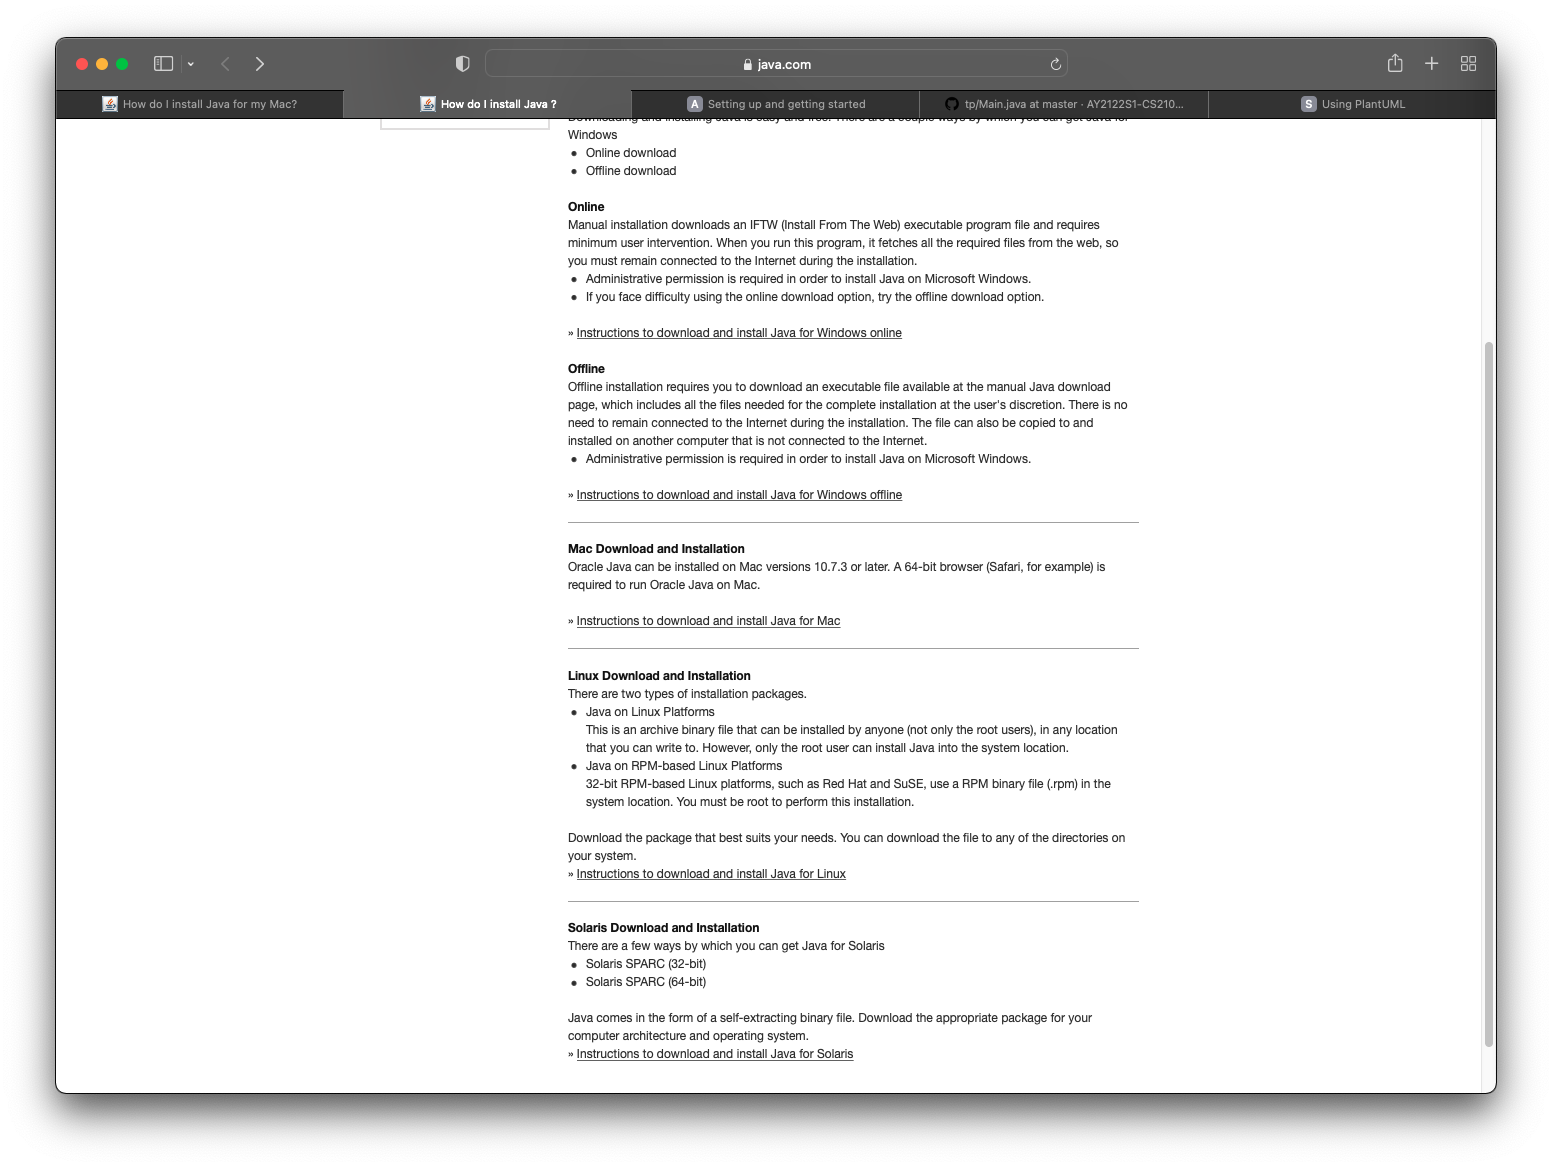 java.com
How do I install Java for my Mac?
How do I install Java ?
A Setting up and getting started
tp/Main.java at master · AY2122S1-CS210...
S Using PlantUML
Downloading and installing Java is easy and free. There are a couple ways by which you can get Java for
Windows
Online download
Offline download
Online
Manual installation downloads an IFTW (Install From The Web) executable program file and requires
minimum user intervention. When you run this program, it fetches all the required files from the web, so
you must remain connected to the Internet during the installation.
Administrative permission is required in order to install Java on Microsoft Windows.
If you face difficulty using the online download option, try the offline download option.
» Instructions to download and install Java for Windows online
Offline
Offline installation requires you to download an executable file available at the manual Java download
page, which includes all the files needed for the complete installation at the user's discretion. There is no
need to remain connected to the Internet during the installation. The file can also be copied to and
installed on another computer that is not connected to the Internet.
Administrative permission is required in order to install Java on Microsoft Windows.
» Instructions to download and install Java for Windows offline
Mac Download and Installation
Oracle Java can be installed on Mac versions 10.7.3 or later. A 64-bit browser (Safari, for example) is
required to run Oracle Java on Mac.
» Instructions to download and install Java for Mac
Linux Download and Installation
There are two types of installation packages.
Java on Linux Platforms
This is an archive binary file that can be installed by anyone (not only the root users), in any location
that you can write to. However, only the root user can install Java into the system location.
Java on RPM-based Linux Platforms
32-bit RPM-based Linux platforms, such as Red Hat and SuSE, use a RPM binary file (.rpm) in the
system location. You must be root to perform this installation.
Download the package that best suits your needs. You can download the file to any of the directories on
your system.
» Instructions to download and install Java for Linux
Solaris Download and Installation
There are a few ways by which you can get Java for Solaris
Solaris SPARC (32-bit)
Solaris SPARC (64-bit)
Java comes in the form of a self-extracting binary file. Download the appropriate package for your
computer architecture and operating system.
» Instructions to download and install Java for Solaris